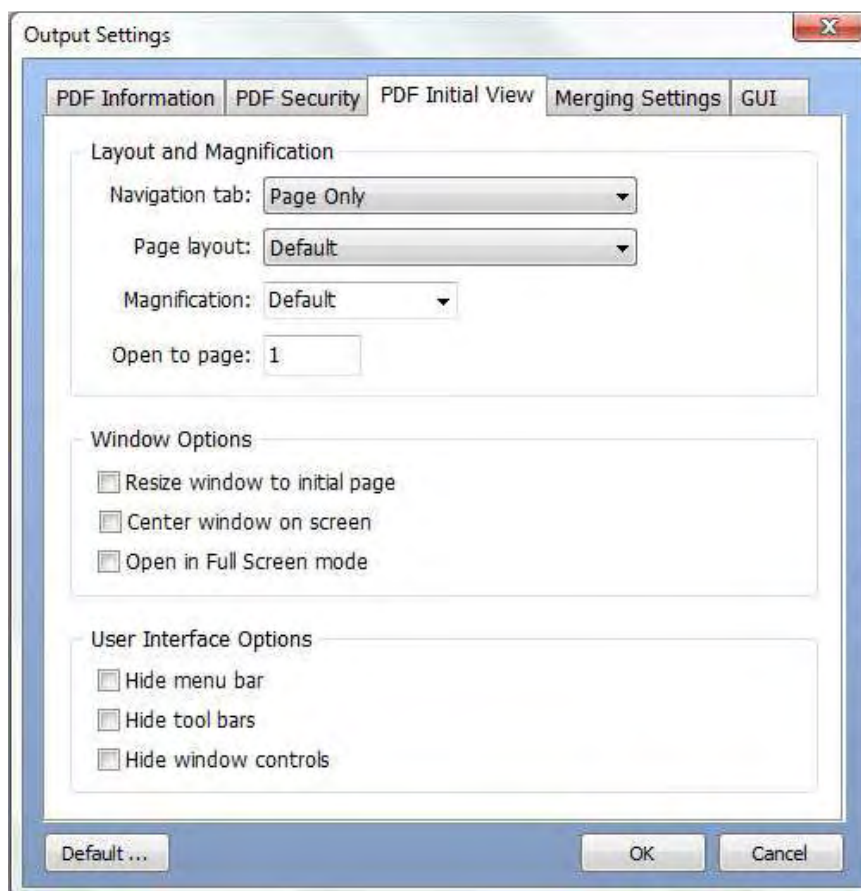 Output Settings
PDF Information PDF Security PDF Initial View Merging Settings GUI
Layout and Magnification
Navigation tab: Page Only
Page layout: Default
Magnification: Default
Open to page: 1
Window Options
Resize window to initial page
Center window on screen
Open in Full Screen mode
User Interface Options
Hide menu bar
Hide tool bars
Hide window controls
Default ... OK Cancel